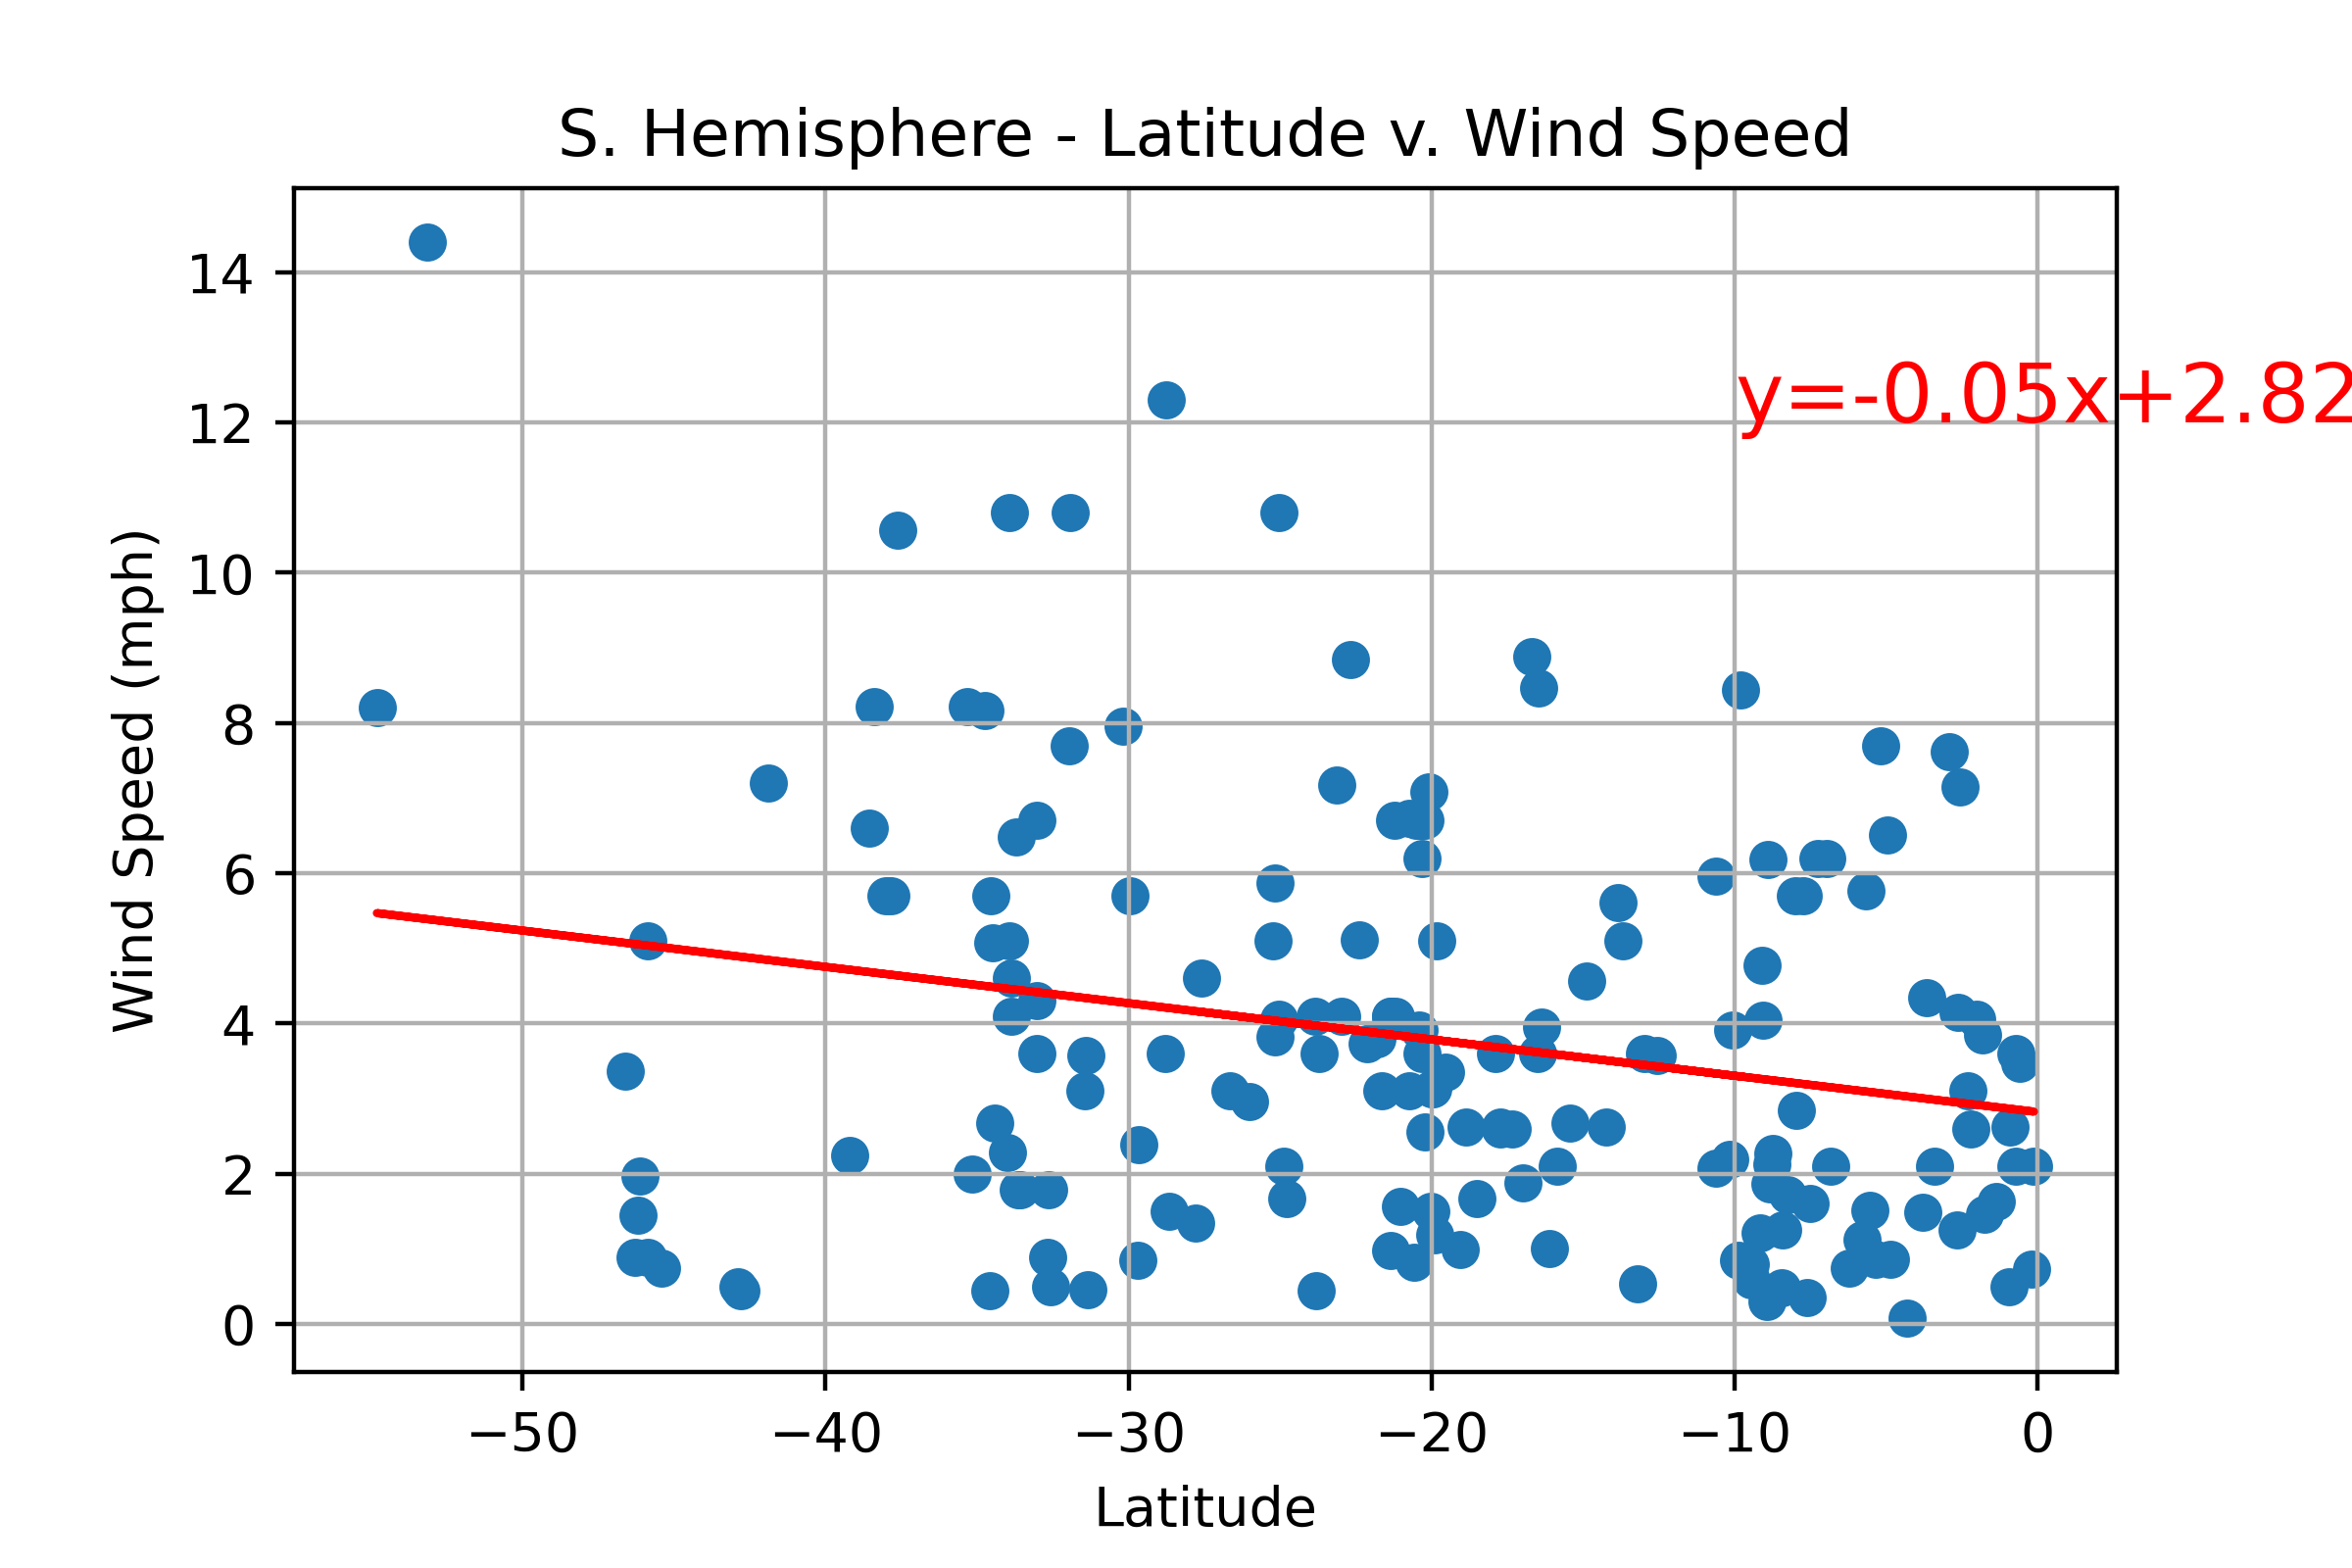 S. Hemisphere - Latitude v. Wind Speed
14
12
10
8
6
4
2
0
Wind Speed (mph)
y=-0.05x+2.82
−50 −40 −30 −20 −10 0
Latitude